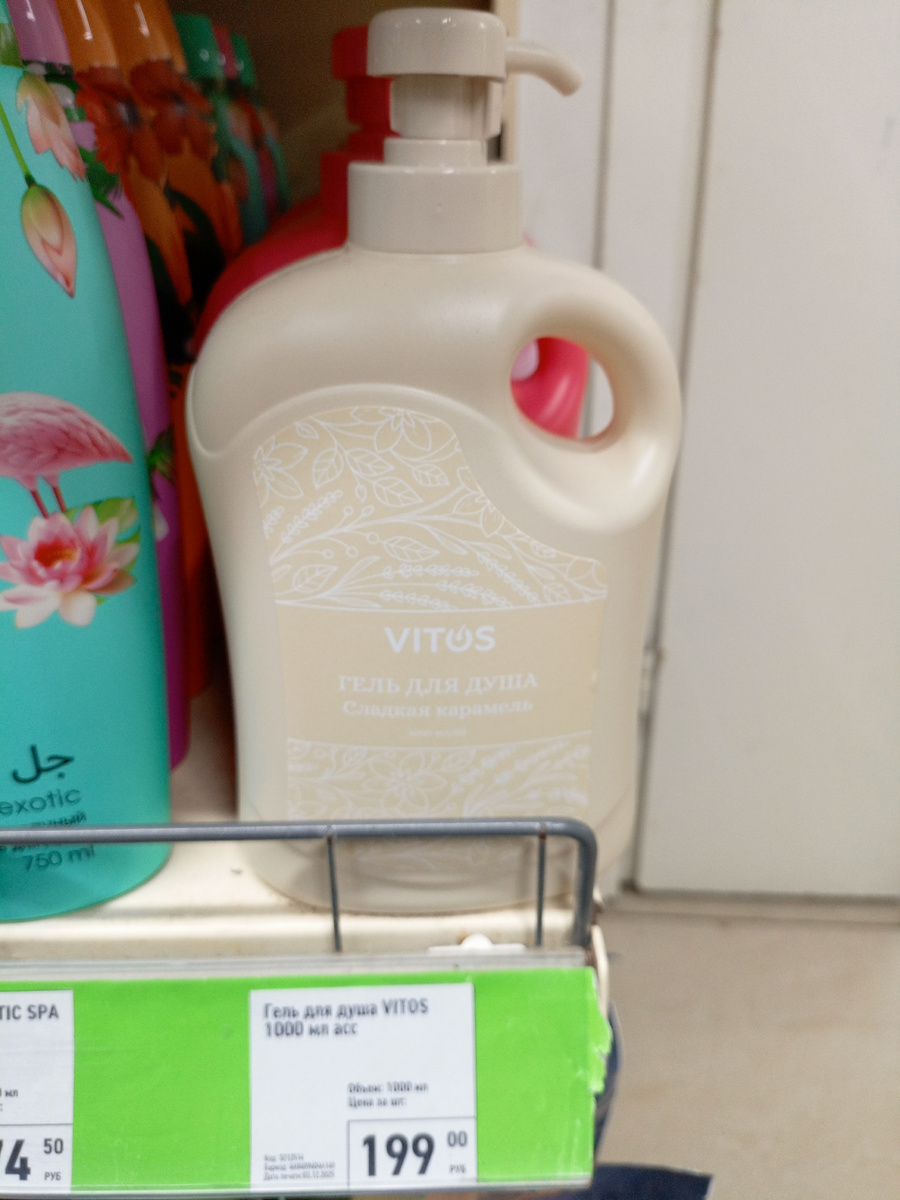 VITOS
ГЕЛЬ ДЛЯ ДУША
Сладкая карамель
جل
exotic
750 ml
TIC SPA
мл
74 50
РУБ
Гель для душа VITOS
1000 мл асс
Объем: 1000 мл
Цена за шт:
199 00
РУБ